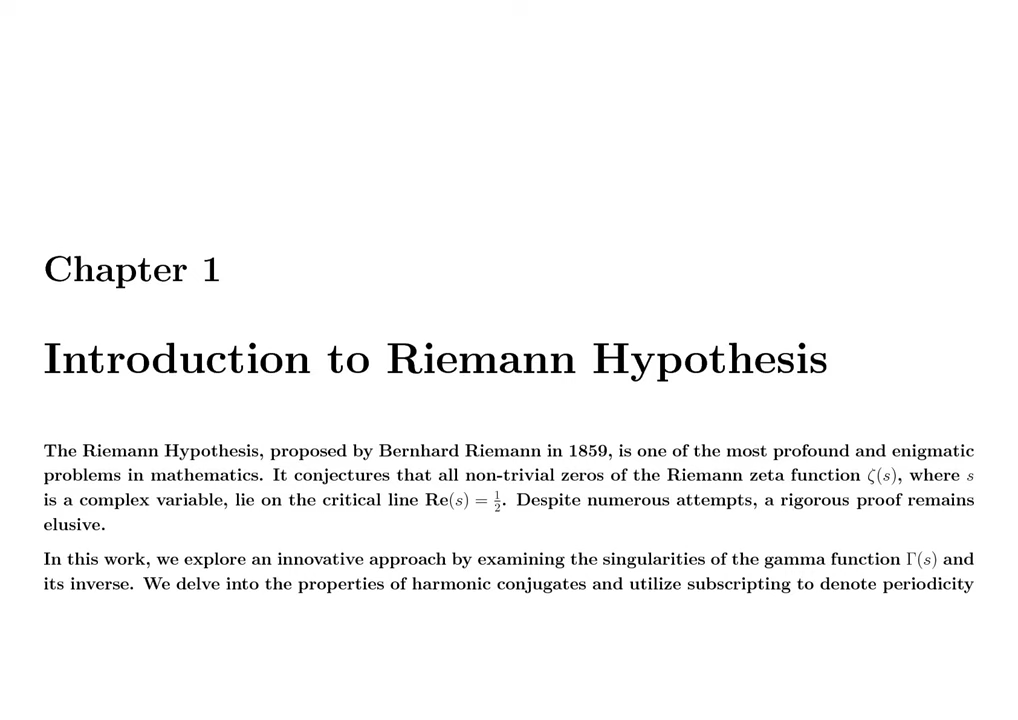 Chapter 1
Introduction to Riemann Hypothesis
The Riemann Hypothesis, proposed by Bernhard Riemann in 1859, is one of the most profound and enigmatic
problems in mathematics. It conjectures that all non-trivial zeros of the Riemann zeta function ζ(s), where s
is a complex variable, lie on the critical line Re(s) = 1/2. Despite numerous attempts, a rigorous proof remains
elusive.
In this work, we explore an innovative approach by examining the singularities of the gamma function Γ(s) and
its inverse. We delve into the properties of harmonic conjugates and utilize subscripting to denote periodicity